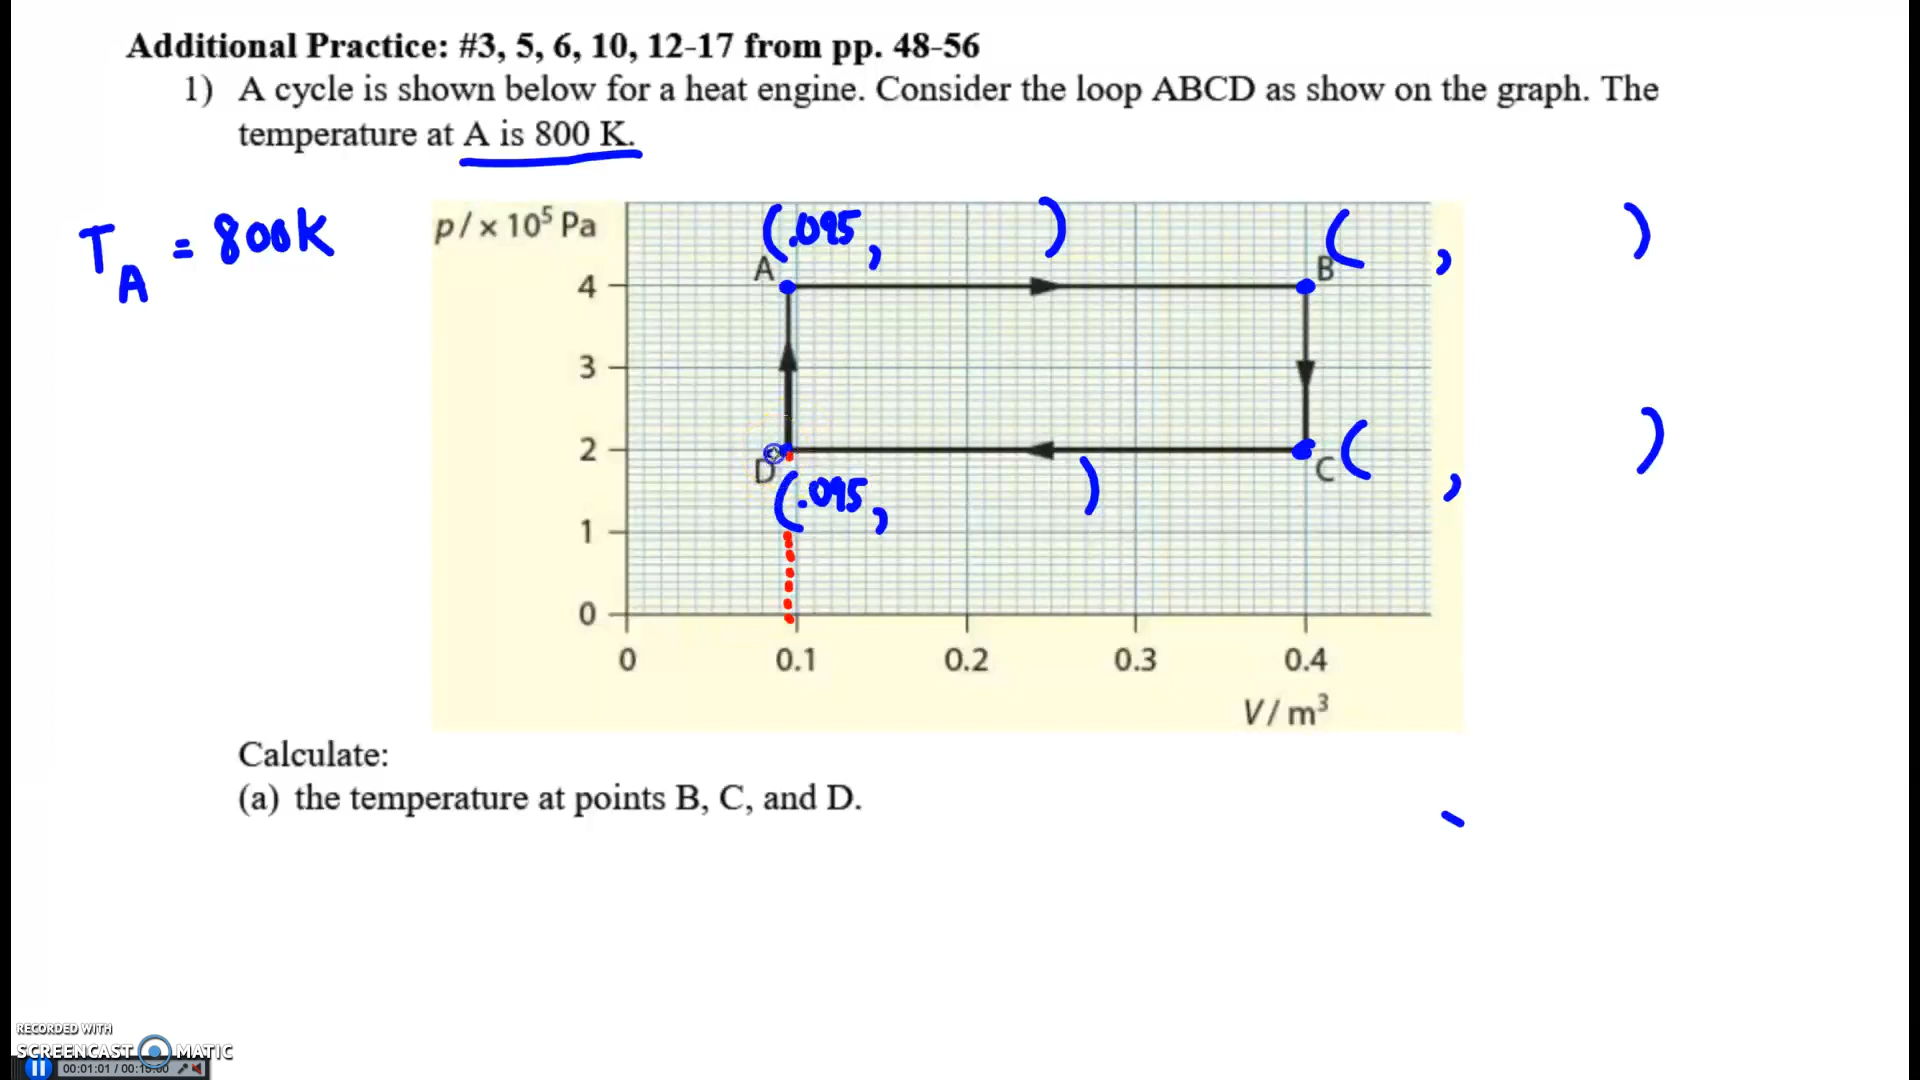 Additional Practice: #3, 5, 6, 10, 12-17 from pp. 48-56
1) A cycle is shown below for a heat engine. Consider the loop ABCD as show on the graph. The
temperature at A is 800 K.
T_A = 800K
p / × 10⁵ Pa
(.095, )
( , )
A
B
4
3
2
D
C
( , )
(.095, )
1
0
0 0.1 0.2 0.3 0.4
V / m³
Calculate:
(a) the temperature at points B, C, and D.
RECORDED WITH
SCREENCAST MATIC